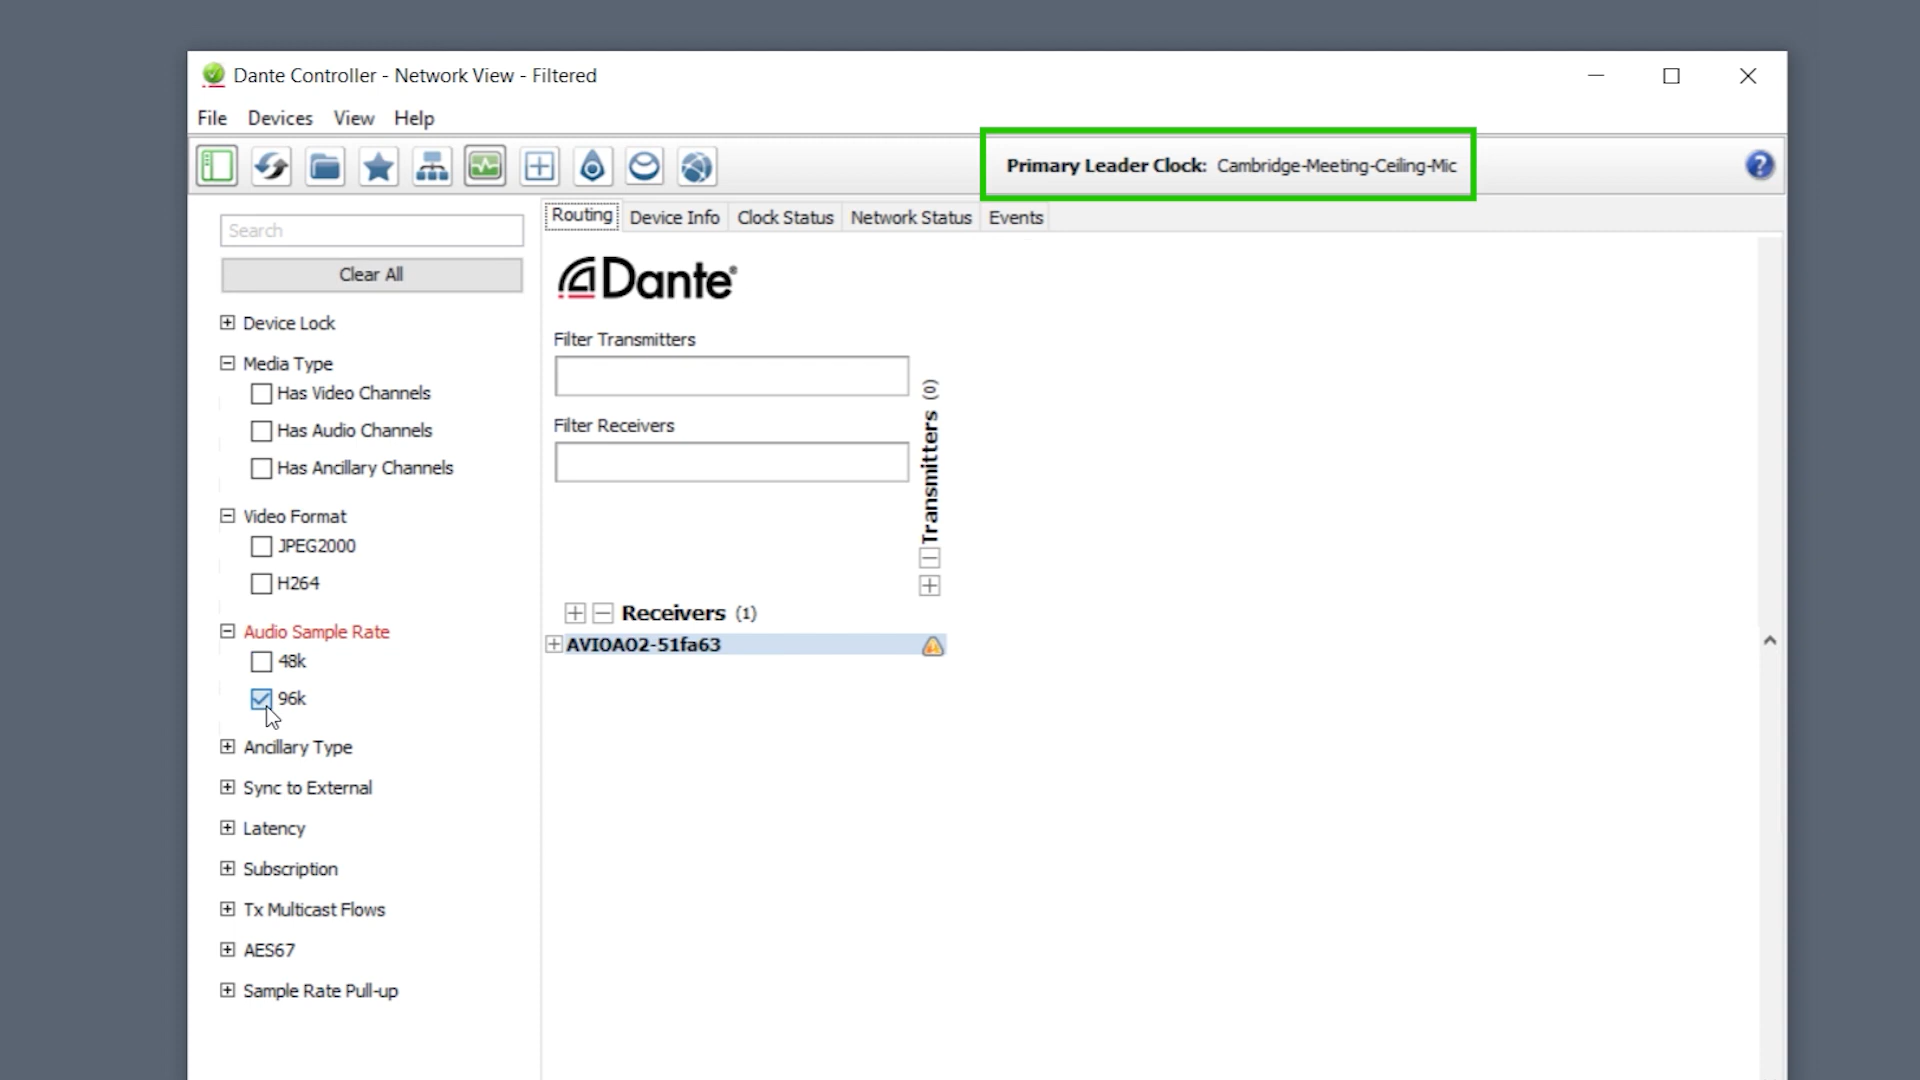 Dante Controller - Network View - Filtered
File Devices View Help
Primary Leader Clock: Cambridge-Meeting-Ceiling-Mic
?
Search
Clear All
Device Lock
Media Type
Has Video Channels
Has Audio Channels
Has Ancillary Channels
Video Format
JPEG2000
H264
Audio Sample Rate
48k
96k
Ancillary Type
Sync to External
Latency
Subscription
Tx Multicast Flows
AES67
Sample Rate Pull-up
Routing Device Info Clock Status Network Status Events
Dante®
Filter Transmitters
Filter Receivers
Transmitters (0)
Receivers (1)
AVIOAO2-51fa63